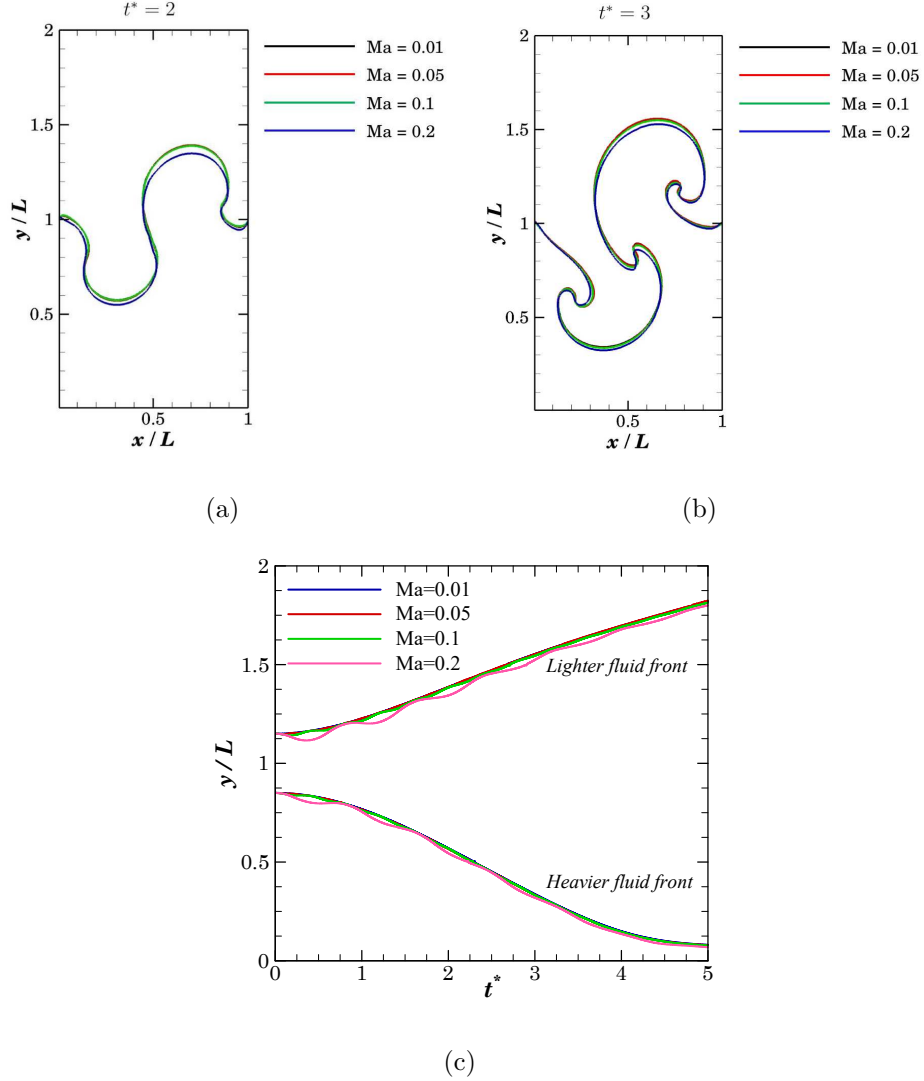 t* = 2
2
1.5
1
0.5
y / L
0.5
1
x / L
Ma = 0.01
Ma = 0.05
Ma = 0.1
Ma = 0.2
(a)
t* = 3
2
1.5
1
0.5
y / L
0.5
1
x / L
Ma = 0.01
Ma = 0.05
Ma = 0.1
Ma = 0.2
(b)
2
1.5
1
0.5
0
y / L
Ma=0.01
Ma=0.05
Ma=0.1
Ma=0.2
Lighter fluid front
Heavier fluid front
0 1 2 3 4 5
t*
(c)